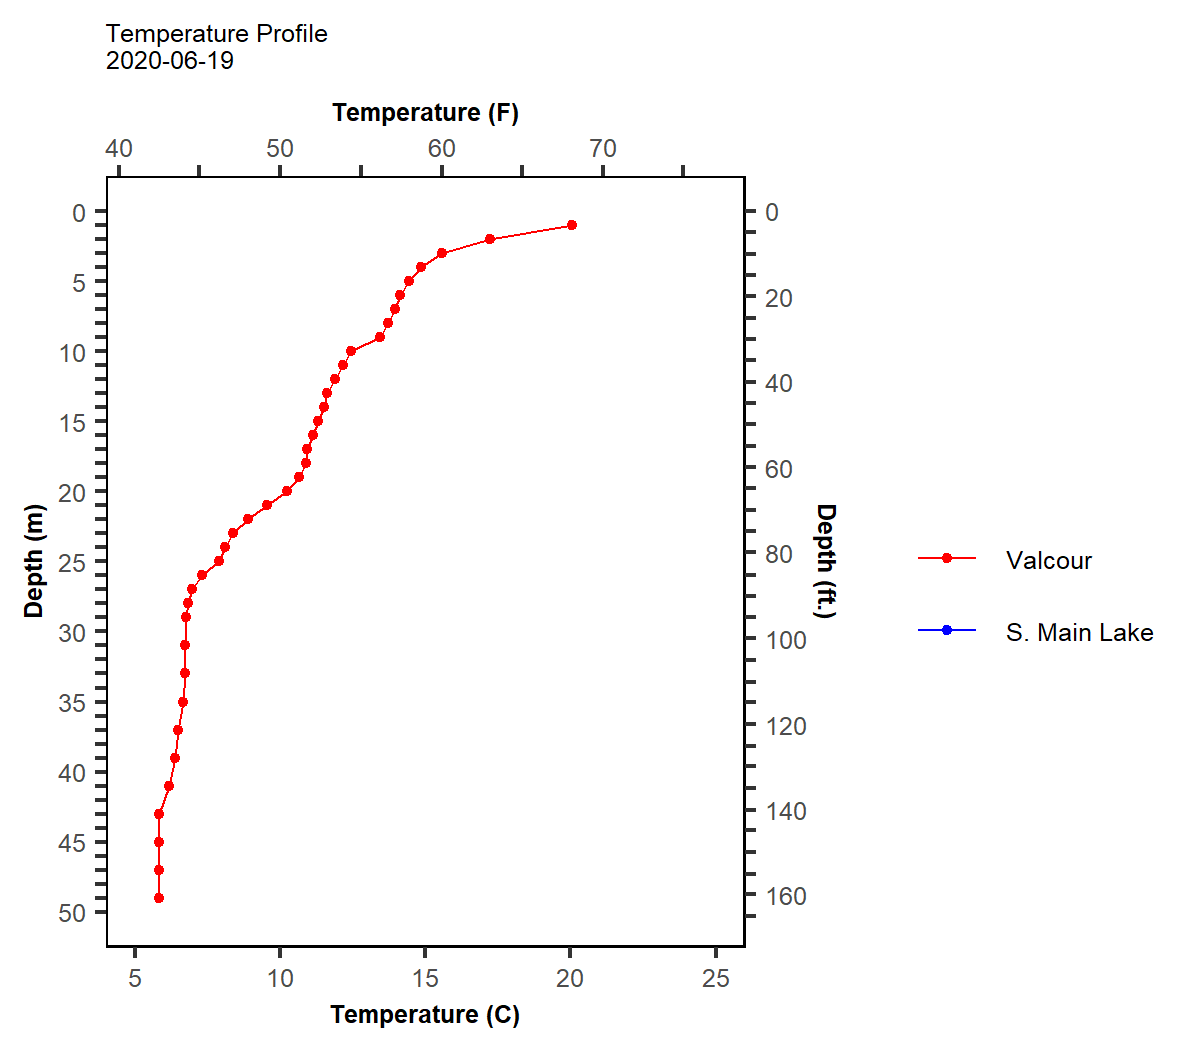 Temperature Profile
2020-06-19
Temperature (F)
40 50 60 70
0
5
10
15
20
25
30
35
40
45
50
Depth (m)
0
20
40
60
80
100
120
140
160
Depth (ft.)
5 10 15 20 25
Temperature (C)
Valcour
S. Main Lake